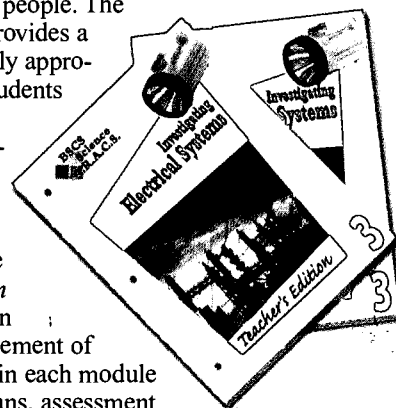 people. The
rovides a
ly appro-
udents
-
e
n
n
ement of
in each module
ans, assessment
BSCS
Science
T.R.A.C.S.
Investigating
Electrical Systems
Teacher's Edition
Investigating
Systems
3
3